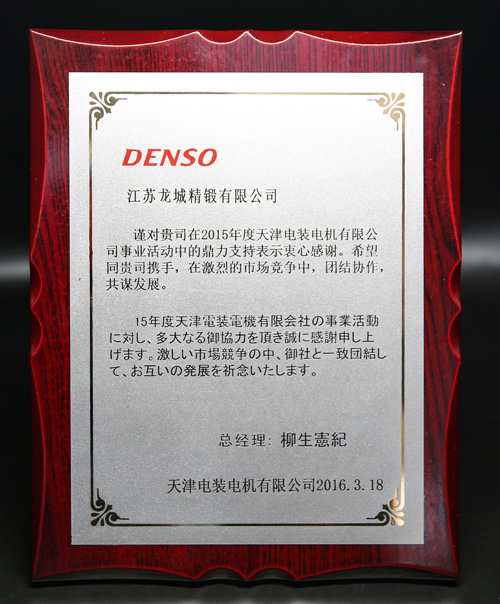 DENSO
江苏龙城精锻有限公司
谨对贵司在2015年度天津电装电机有限公
司事业活动中的鼎力支持表示衷心感谢。希望
同贵司携手，在激烈的市场竞争中，团结协作，
共谋发展。
15年度天津電装電機有限会社の事業活動
に対し、多大なる御協力を頂き誠に感謝申し上
げます。激しい市場競争の中、御社と一致団結し
て、お互いの発展を祈念いたします。
总经理: 柳生憲紀
天津电装电机有限公司2016.3.18